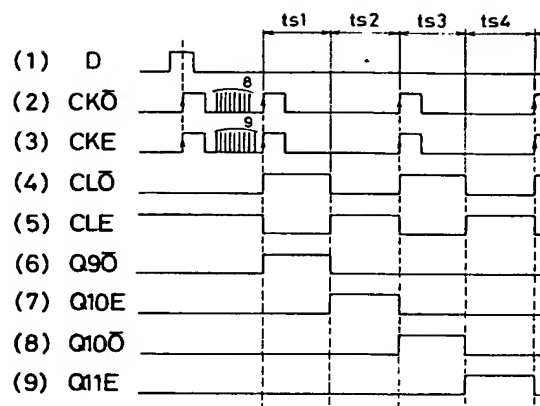 ts1 ts2 ts3 ts4
(1) D
(2) CKŌ 8
(3) CKE 9
(4) CLŌ
(5) CLE
(6) Q9Ō
(7) Q10E
(8) Q10Ō
(9) Q11E